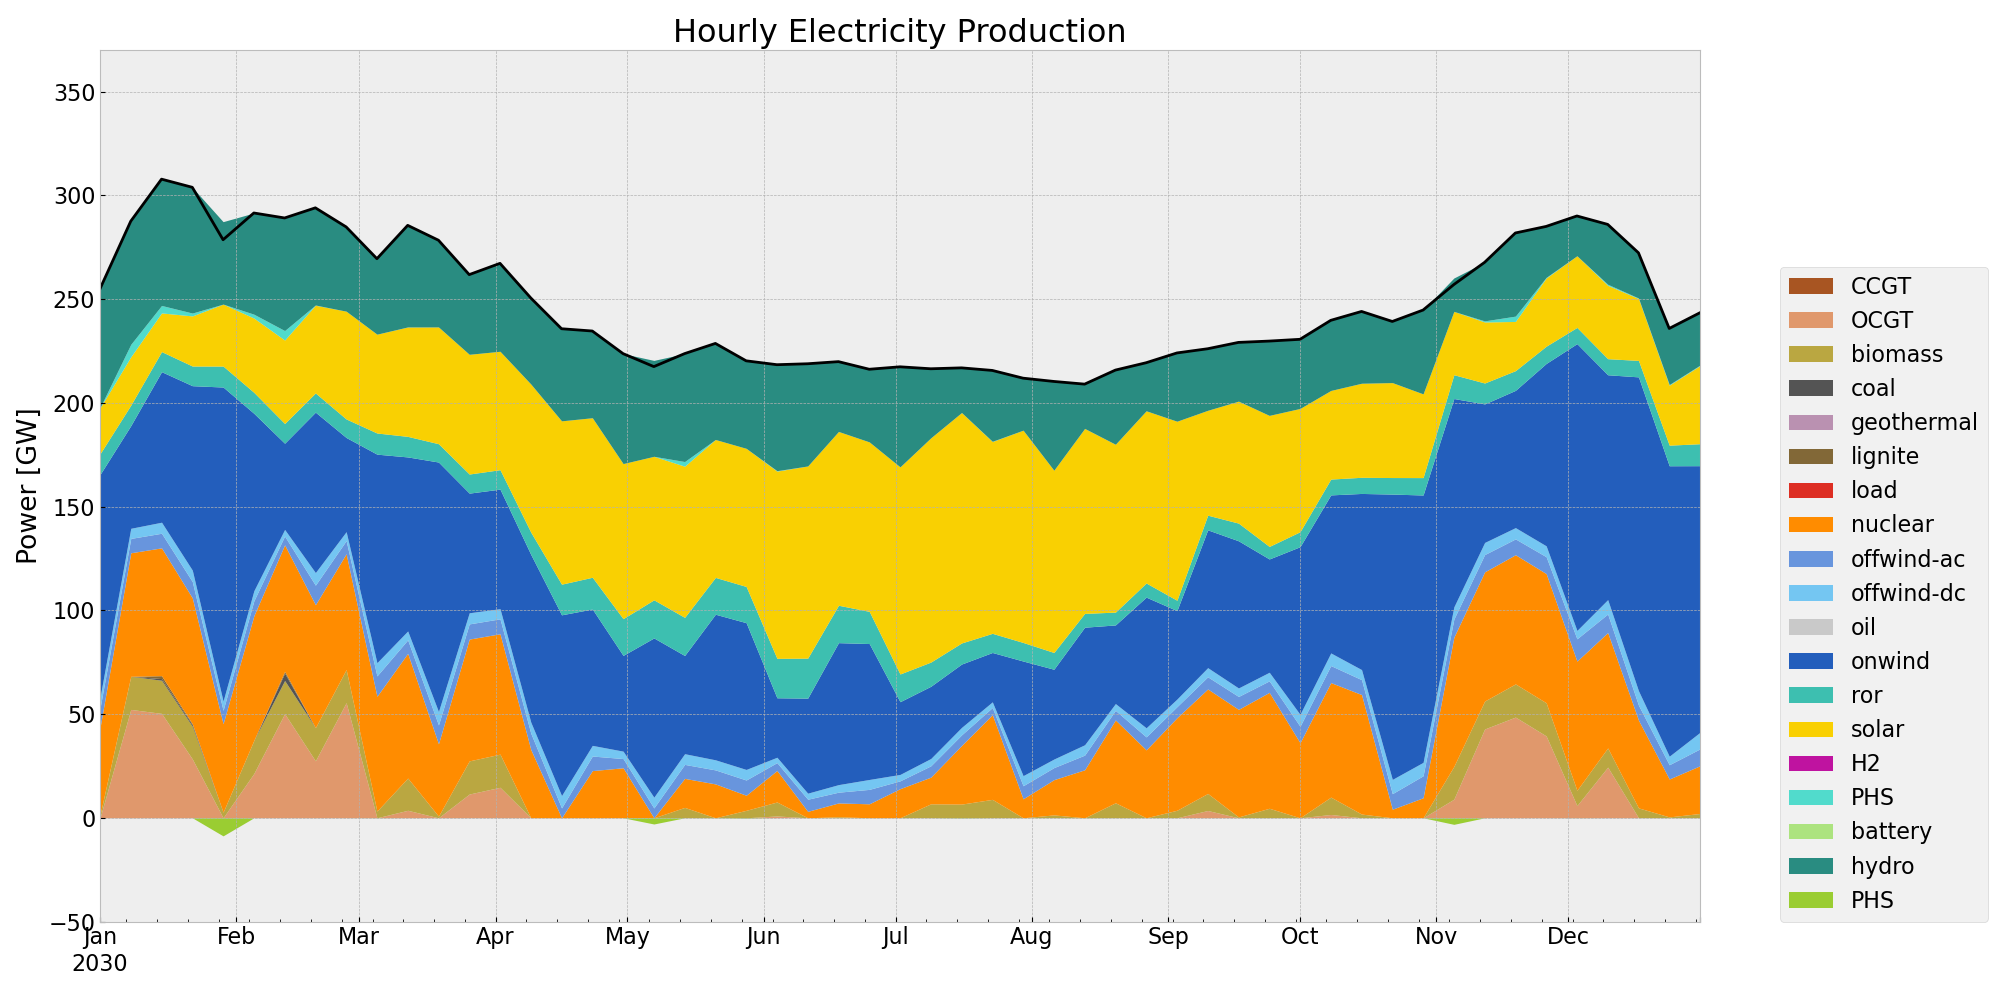 Hourly Electricity Production
Power [GW]
350
300
250
200
150
100
50
0
−50
Jan Feb Mar Apr May Jun Jul Aug Sep Oct Nov Dec
2030
CCGT
OCGT
biomass
coal
geothermal
lignite
load
nuclear
offwind-ac
offwind-dc
oil
onwind
ror
solar
H2
PHS
battery
hydro
PHS